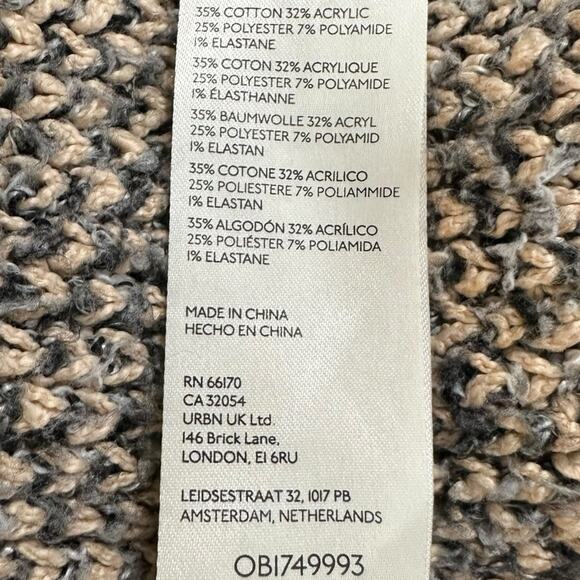 35% COTTON 32% ACRYLIC
25% POLYESTER 7% POLYAMIDE
1% ELASTANE
35% COTON 32% ACRYLIQUE
25% POLYESTER 7% POLYAMIDE
1% ÉLASTHANNE
35% BAUMWOLLE 32% ACRYL
25% POLYESTER 7% POLYAMID
1% ELASTAN
35% COTONE 32% ACRILICO
25% POLIESTERE 7% POLIAMMIDE
1% ELASTAN
35% ALGODÓN 32% ACRÍLICO
25% POLIÉSTER 7% POLIAMIDA
1% ELASTANE
MADE IN CHINA
HECHO EN CHINA
RN 66170
CA 32054
URBN UK Ltd.
146 Brick Lane,
LONDON, E1 6RU
LEIDSESTRAAT 32, 1017 PB
AMSTERDAM, NETHERLANDS
OB1749993